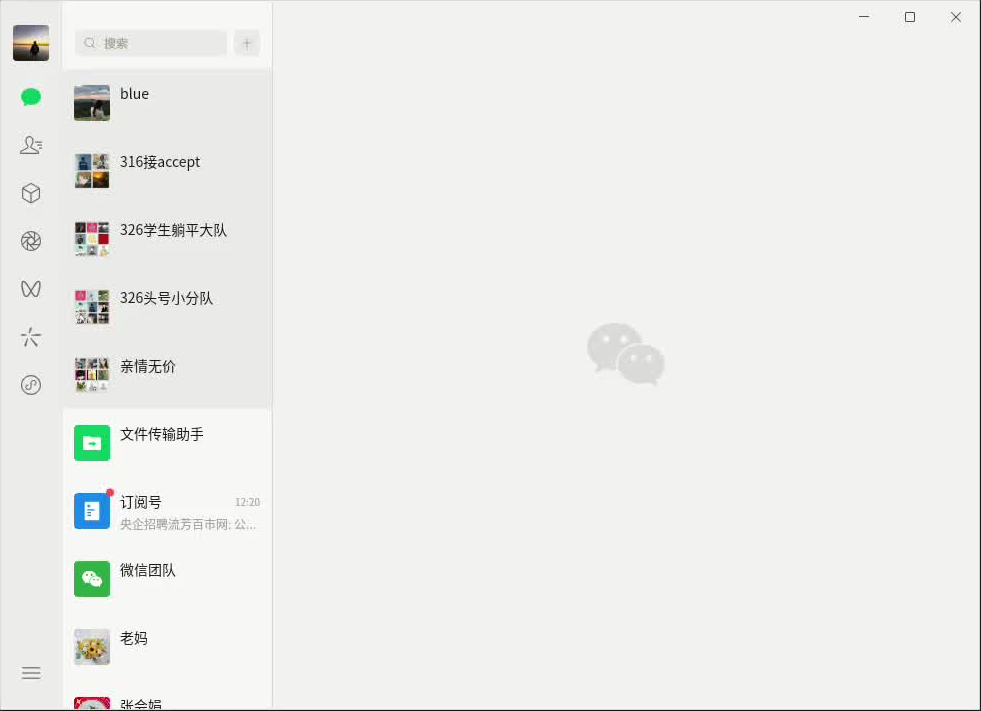 搜索
blue
316接accept
326学生躺平大队
326头号小分队
亲情无价
文件传输助手
订阅号
12:20
央企招聘流芳百市网: 公...
微信团队
老妈
张会娟